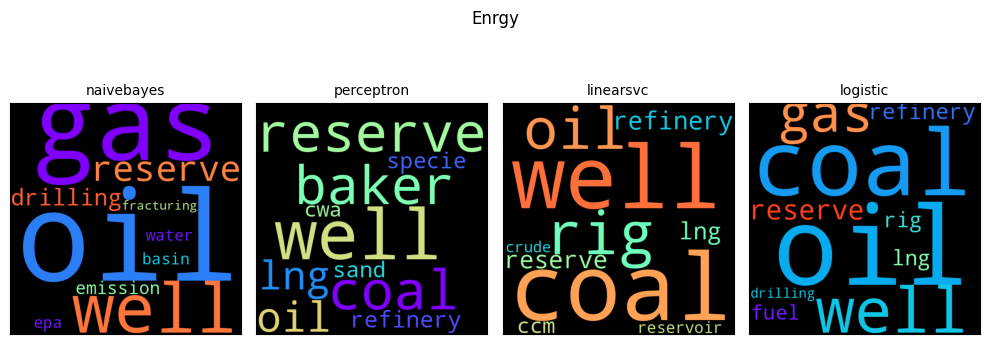 Enrgy
naivebayes
perceptron
linearsvc
logistic
gas
reserve
drilling
fracturing
oil
water
basin
emission
well
epa
reserve
specie
baker
cwa
well
lng
sand
coal
oil
refinery
oil
refinery
well
rig
lng
crude
reserve
coal
ccm
reservoir
gas
refinery
coal
reserve
rig
oil
lng
drilling
fuel
well